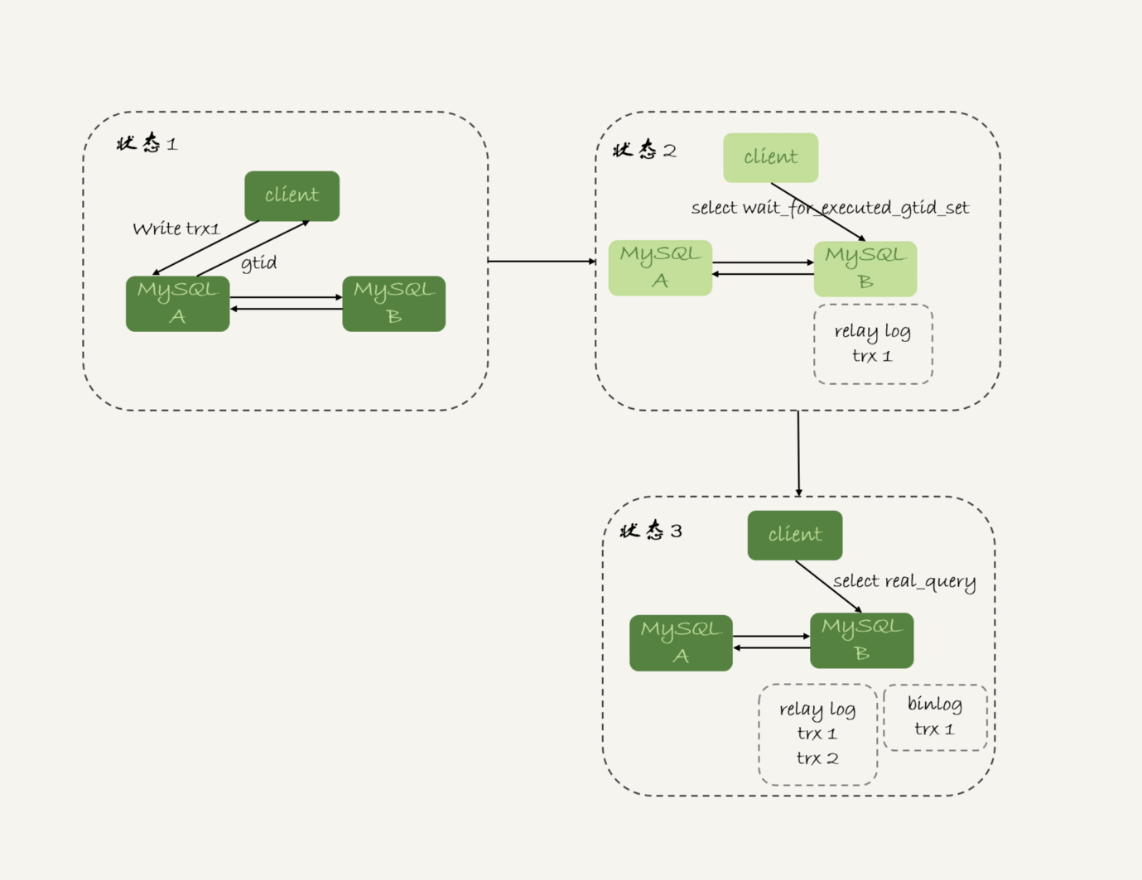 状态1
client
Write trx1
gtid
MySQL
A
MySQL
B
状态2
client
select wait_for_executed_gtid_set
MySQL
A
MySQL
B
relay log
trx 1
状态3
client
select real_query
MySQL
A
MySQL
B
relay log
trx 1
trx 2
binlog
trx 1